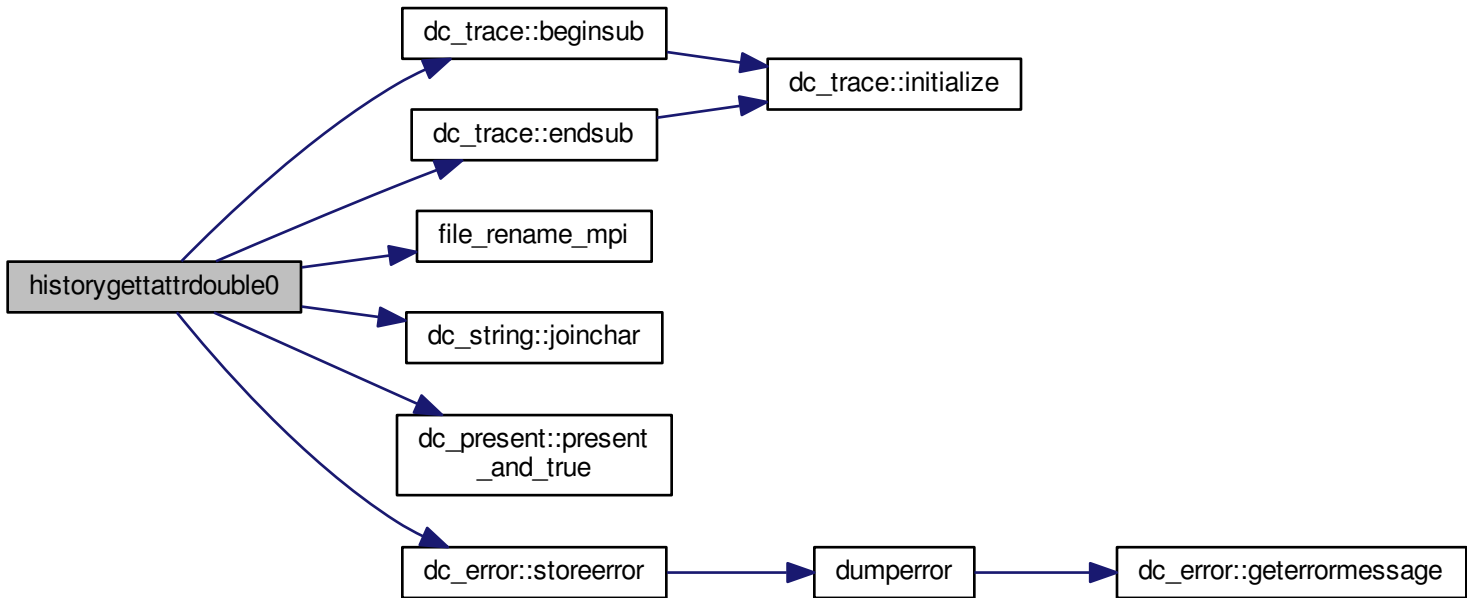 dc_trace::beginsub
dc_trace::initialize
dc_trace::endsub
file_rename_mpi
historygettattrdouble0
dc_string::joinchar
dc_present::present
_and_true
dc_error::storeerror
dumperror
dc_error::geterrormessage